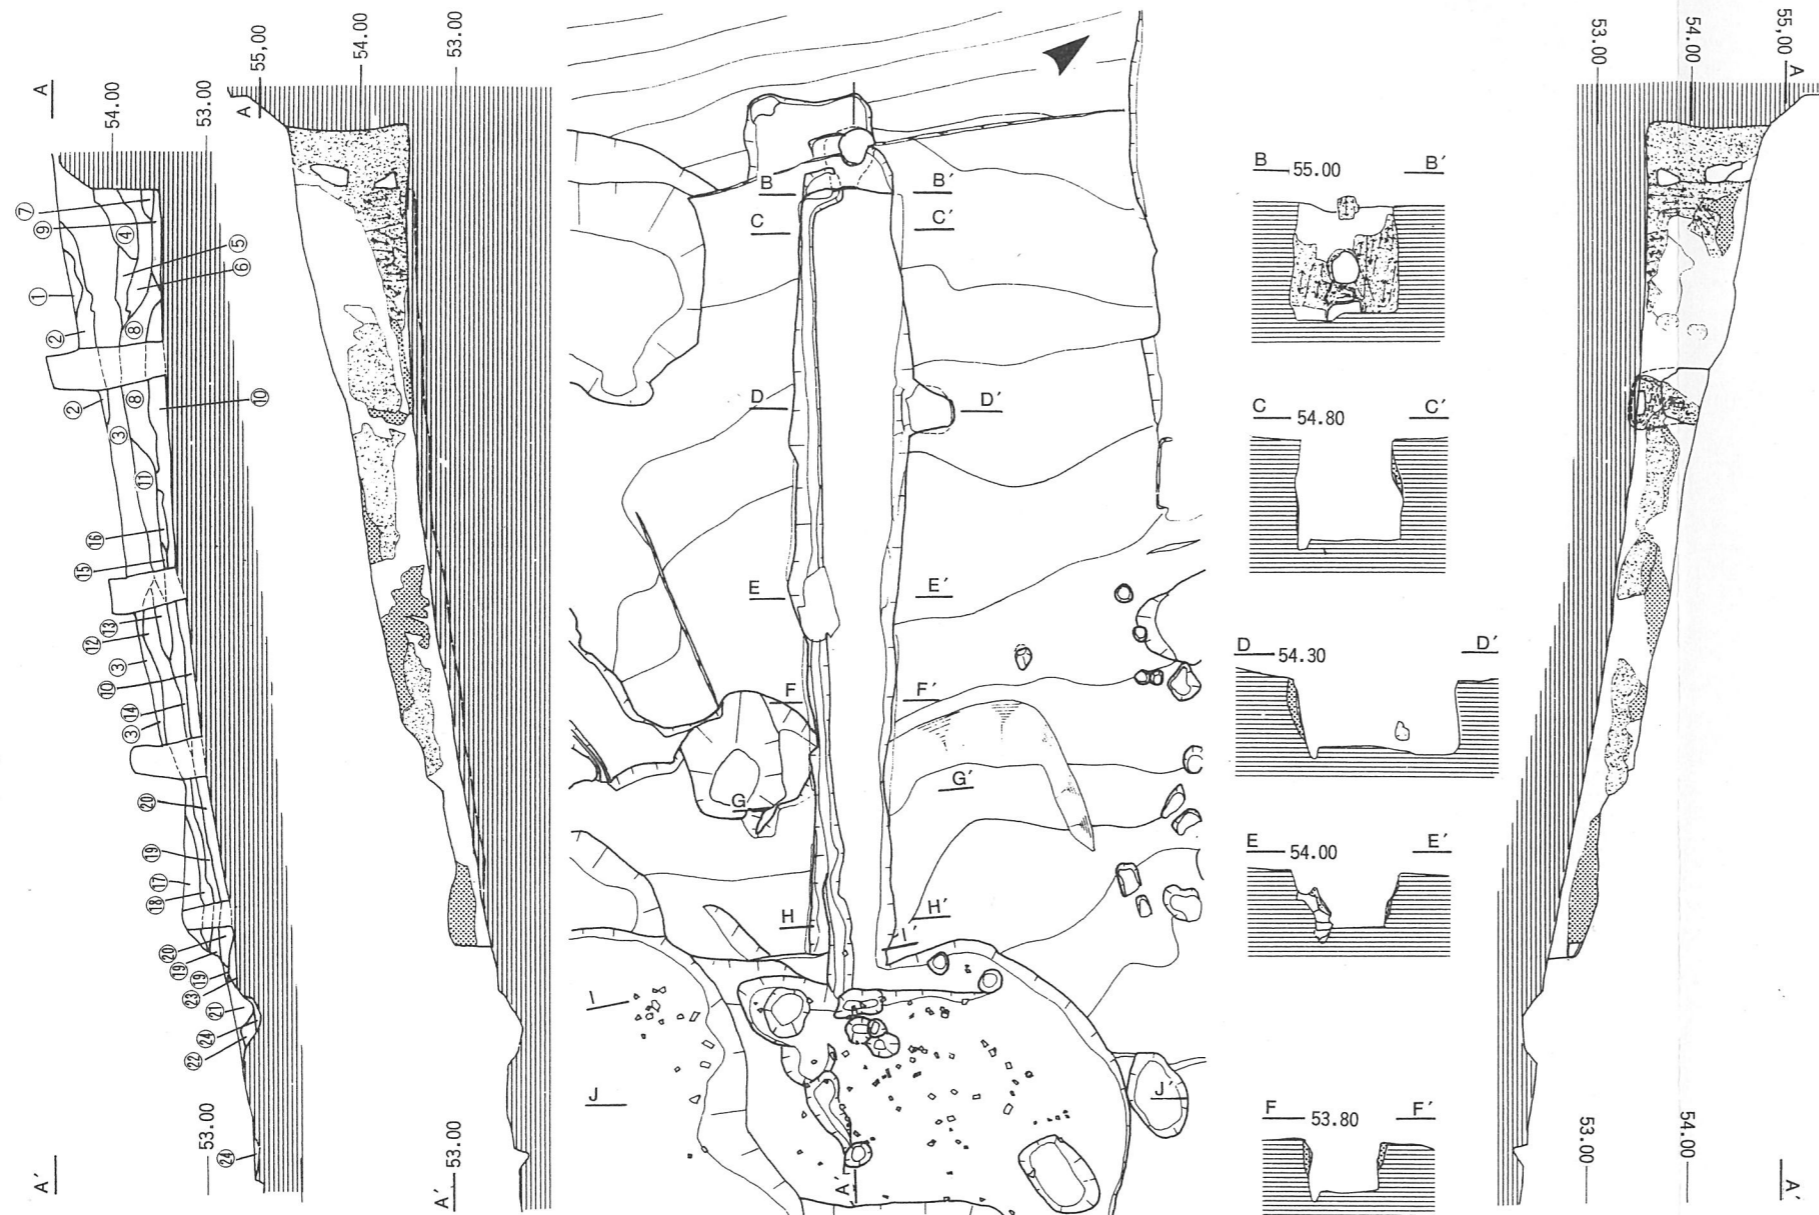 A
54.00
53.00
⑦
⑨
④
⑤
⑥
①
②
⑧
②
⑧
⑩
③
⑪
⑯
⑮
⑬
⑫
③
⑩
⑭
③
⑳
⑲
⑰
⑱
⑳
⑲
⑲
㉓
㉑
㉔
㉒
53.00
㉔
A′
A
55,00
54.00
53.00
53.00
A′
B B′
C C′
D D′
E E′
F F′
G G′
H H′
I I′
J J′
A′
B 55.00 B′
C 54.80 C′
D 54.30 D′
E 54.00 E′
F 53.80 F′
53.00
54.00
55,00
A
53.00
54.00
A′